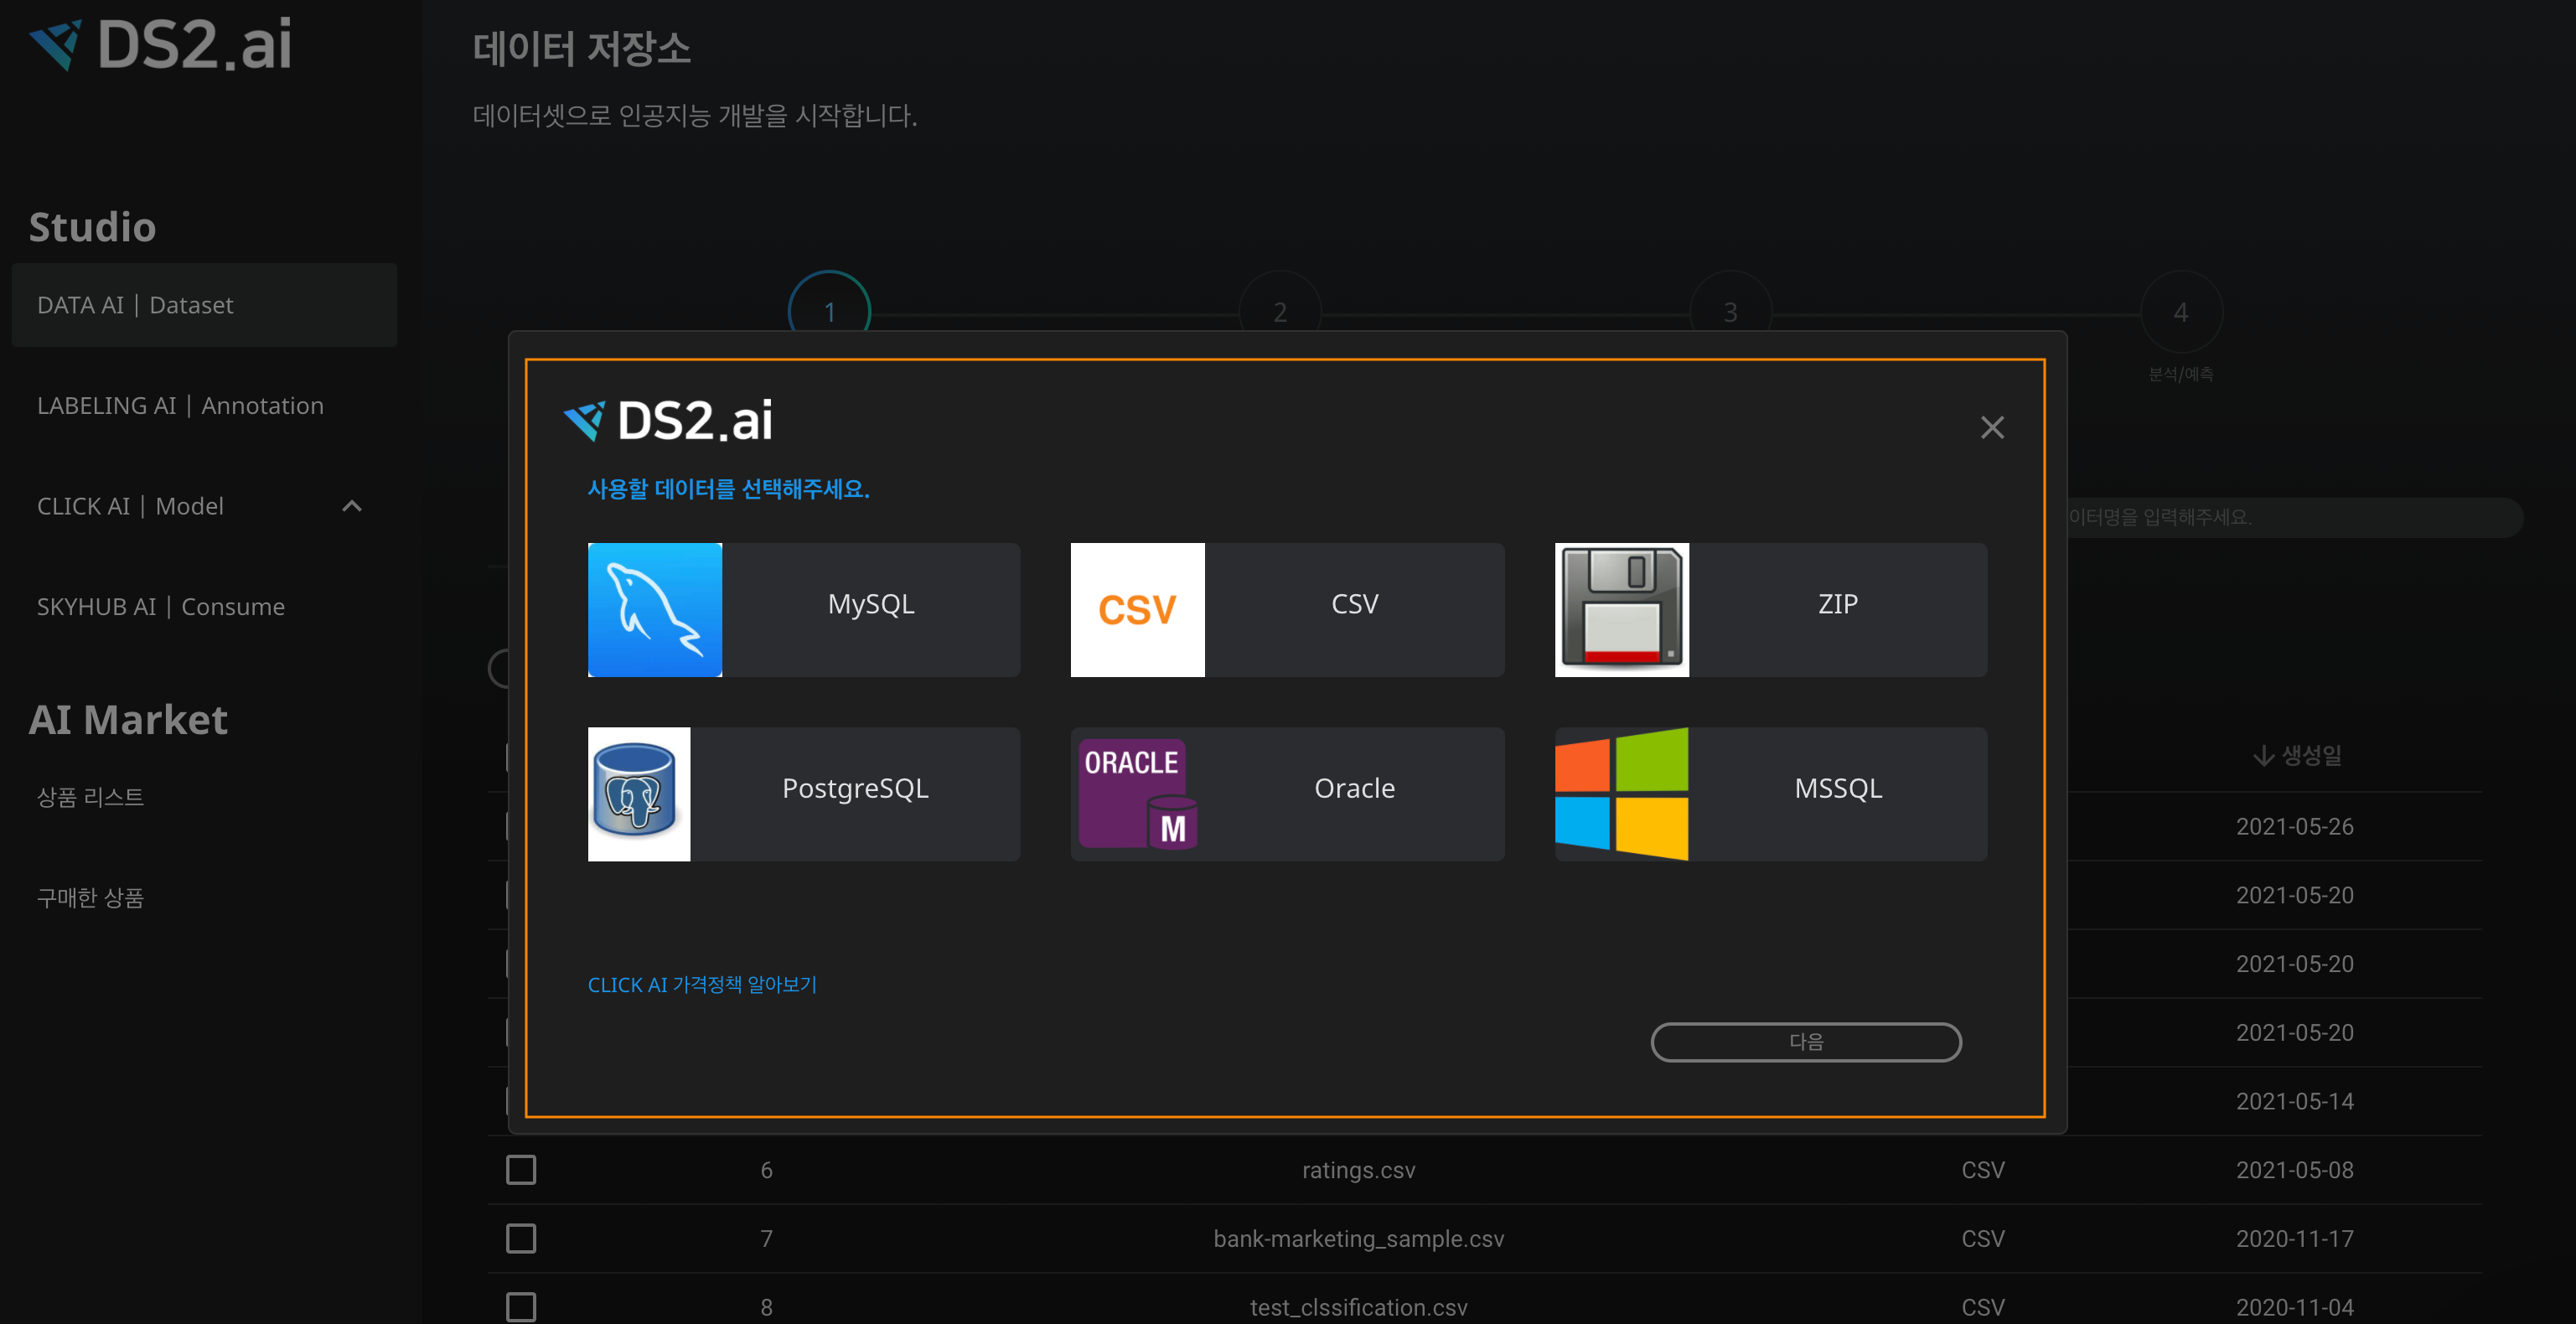 DS2.ai
데이터 저장소
데이터셋으로 인공지능 개발을 시작합니다.
Studio
DATA AI | Dataset
LABELING AI | Annotation
CLICK AI | Model
SKYHUB AI | Consume
AI Market
상품 리스트
구매한 상품
1
2
3
4
분석/예측
이터명을 입력해주세요.
DS2.ai
사용할 데이터를 선택해주세요.
MySQL
CSV
CSV
ZIP
PostgreSQL
ORACLE
M
Oracle
MSSQL
CLICK AI 가격정책 알아보기
다음
생성일
2021-05-26
2021-05-20
2021-05-20
2021-05-20
2021-05-14
6 ratings.csv CSV 2021-05-08
7 bank-marketing_sample.csv CSV 2020-11-17
8 test_clssification.csv CSV 2020-11-04